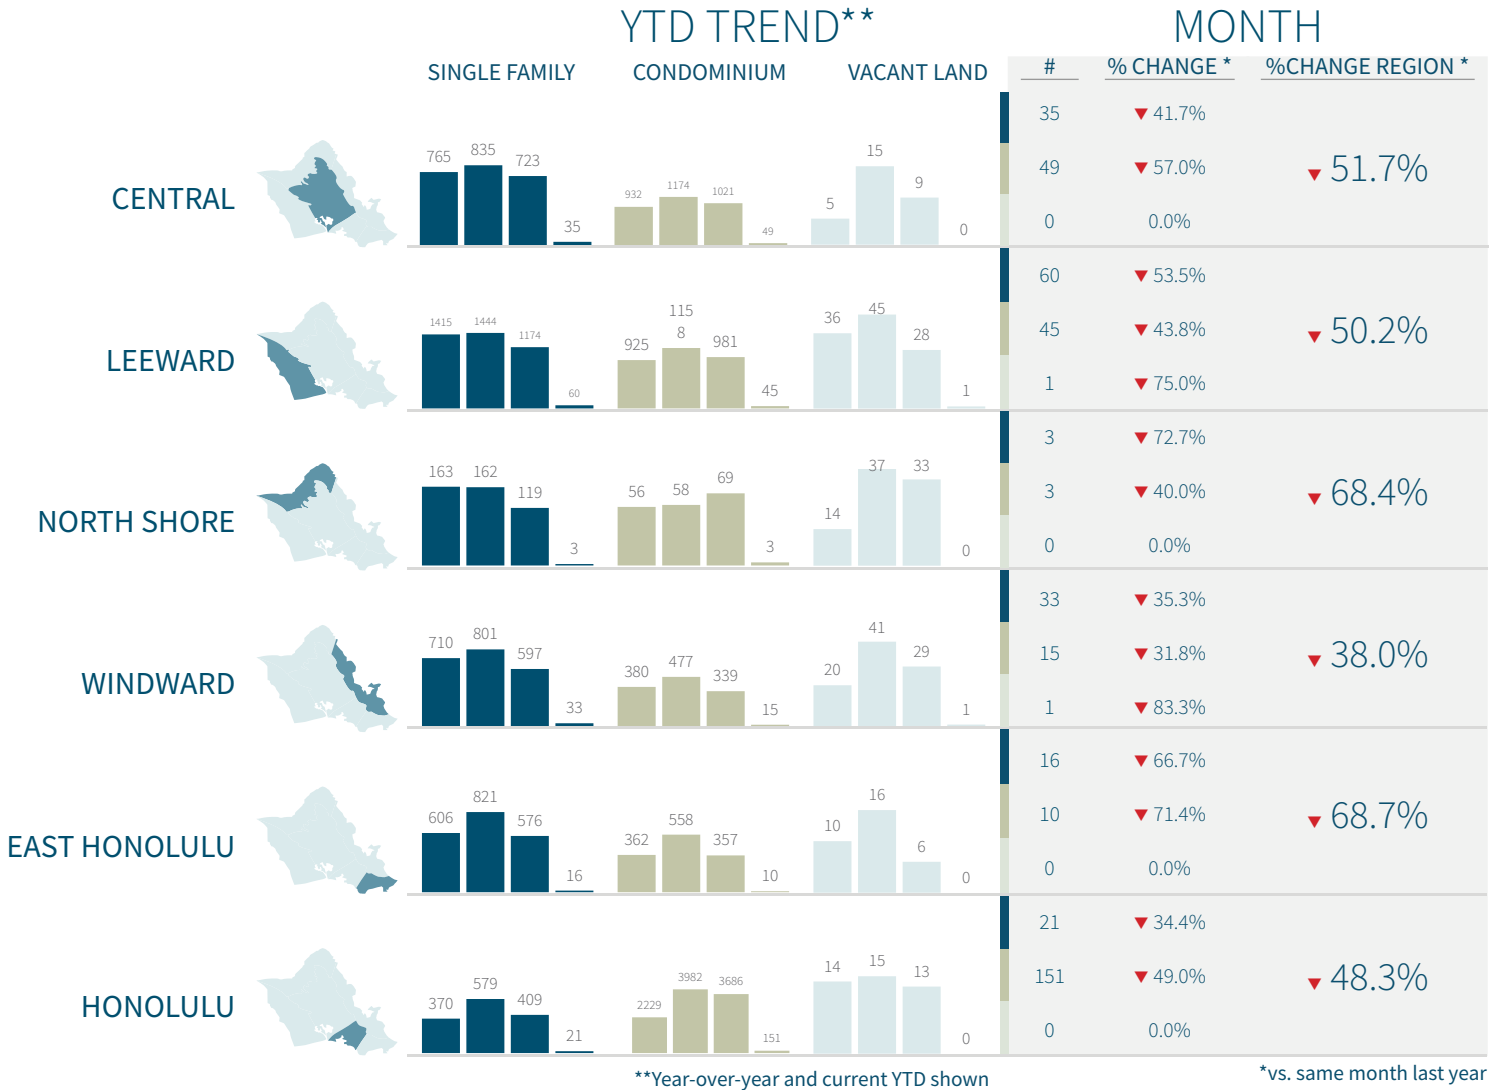 YTD TREND** MONTH
SINGLE FAMILY CONDOMINIUM VACANT LAND # % CHANGE * %CHANGE REGION *
CENTRAL
765 835 723 35
932 1174 1021 49
5 15 9 0
35 ▼ 41.7%
49 ▼ 57.0%
0 0.0%
▼ 51.7%
LEEWARD
1415 1444 1174 60
925 115
8 981 45
36 45 28 1
60 ▼ 53.5%
45 ▼ 43.8%
1 ▼ 75.0%
▼ 50.2%
NORTH SHORE
163 162 119 3
56 58 69 3
14 37 33 0
3 ▼ 72.7%
3 ▼ 40.0%
0 0.0%
▼ 68.4%
WINDWARD
710 801 597 33
380 477 339 15
20 41 29 1
33 ▼ 35.3%
15 ▼ 31.8%
1 ▼ 83.3%
▼ 38.0%
EAST HONOLULU
606 821 576 16
362 558 357 10
10 16 6 0
16 ▼ 66.7%
10 ▼ 71.4%
0 0.0%
▼ 68.7%
HONOLULU
370 579 409 21
2229 3982 3686 151
14 15 13 0
21 ▼ 34.4%
151 ▼ 49.0%
0 0.0%
▼ 48.3%
**Year-over-year and current YTD shown
*vs. same month last year